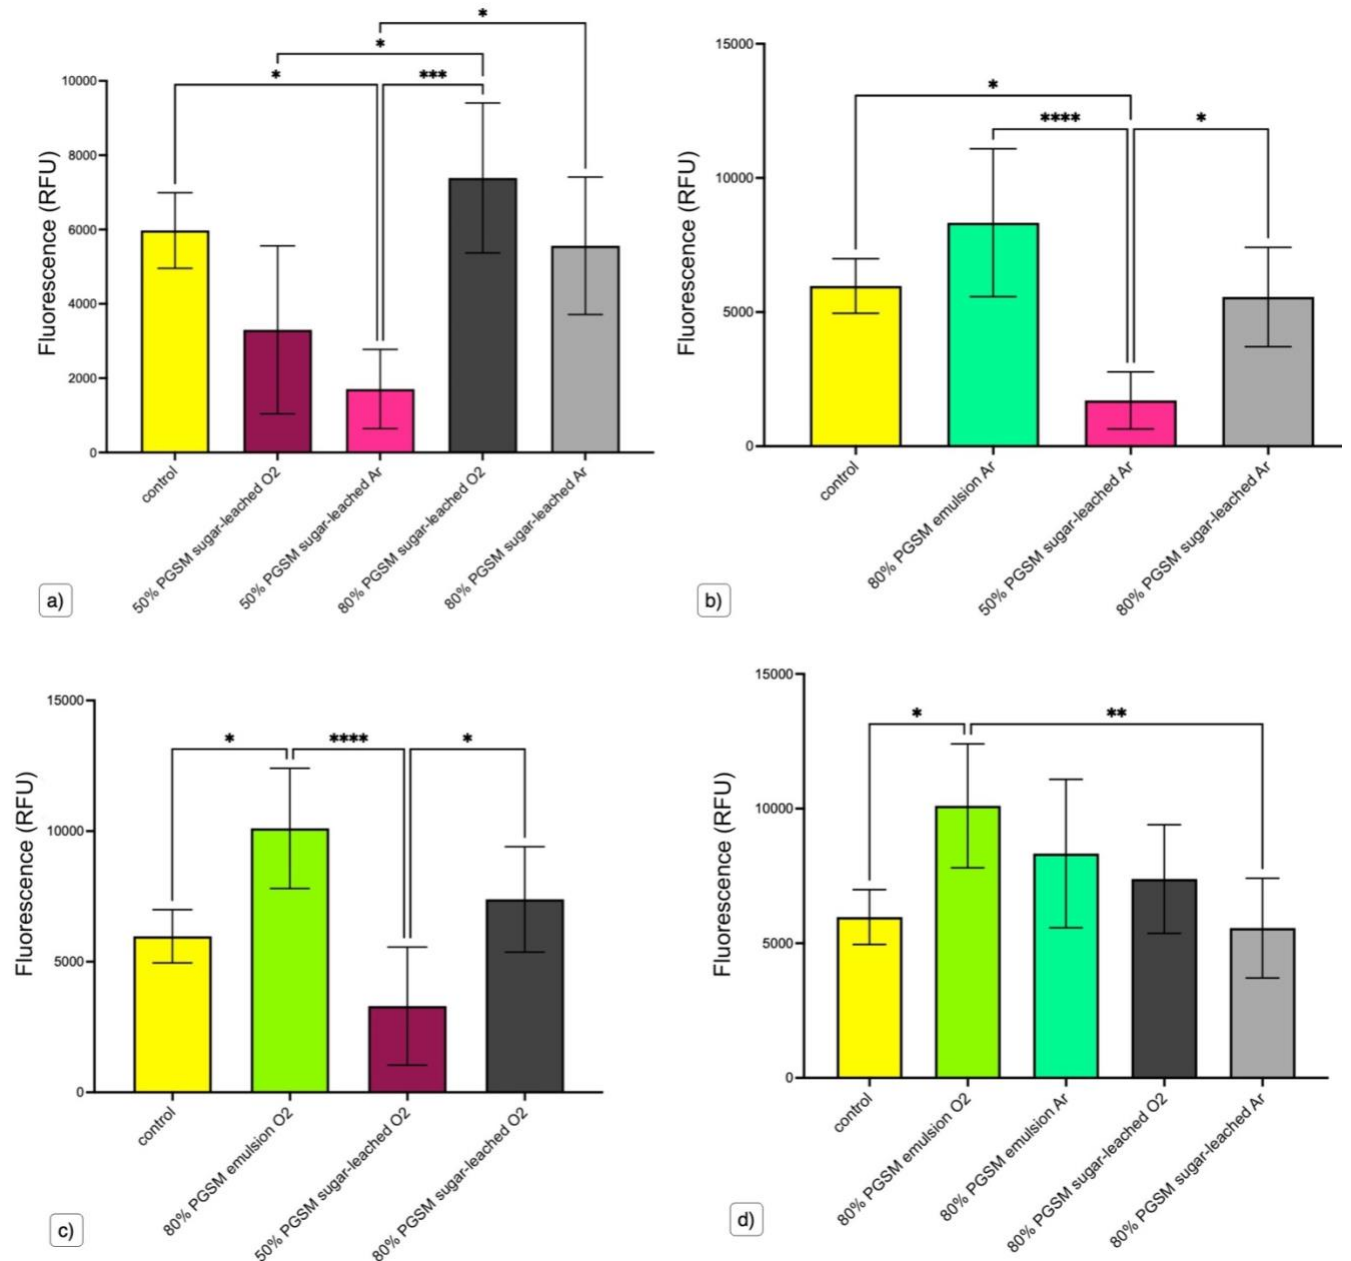 *
*
* ***
10000
8000
6000
4000
2000
0
Fluorescence (RFU)
control
50% PGSM sugar-leached O2
50% PGSM sugar-leached Ar
80% PGSM sugar-leached O2
80% PGSM sugar-leached Ar
a)
*
**** *
15000
10000
5000
0
Fluorescence (RFU)
control
80% PGSM emulsion Ar
50% PGSM sugar-leached Ar
80% PGSM sugar-leached Ar
b)
* **** *
15000
10000
5000
0
Fluorescence (RFU)
control
80% PGSM emulsion O2
50% PGSM sugar-leached O2
80% PGSM sugar-leached O2
c)
* **
15000
10000
5000
0
Fluorescence (RFU)
control
80% PGSM emulsion O2
80% PGSM emulsion Ar
80% PGSM sugar-leached O2
80% PGSM sugar-leached Ar
d)